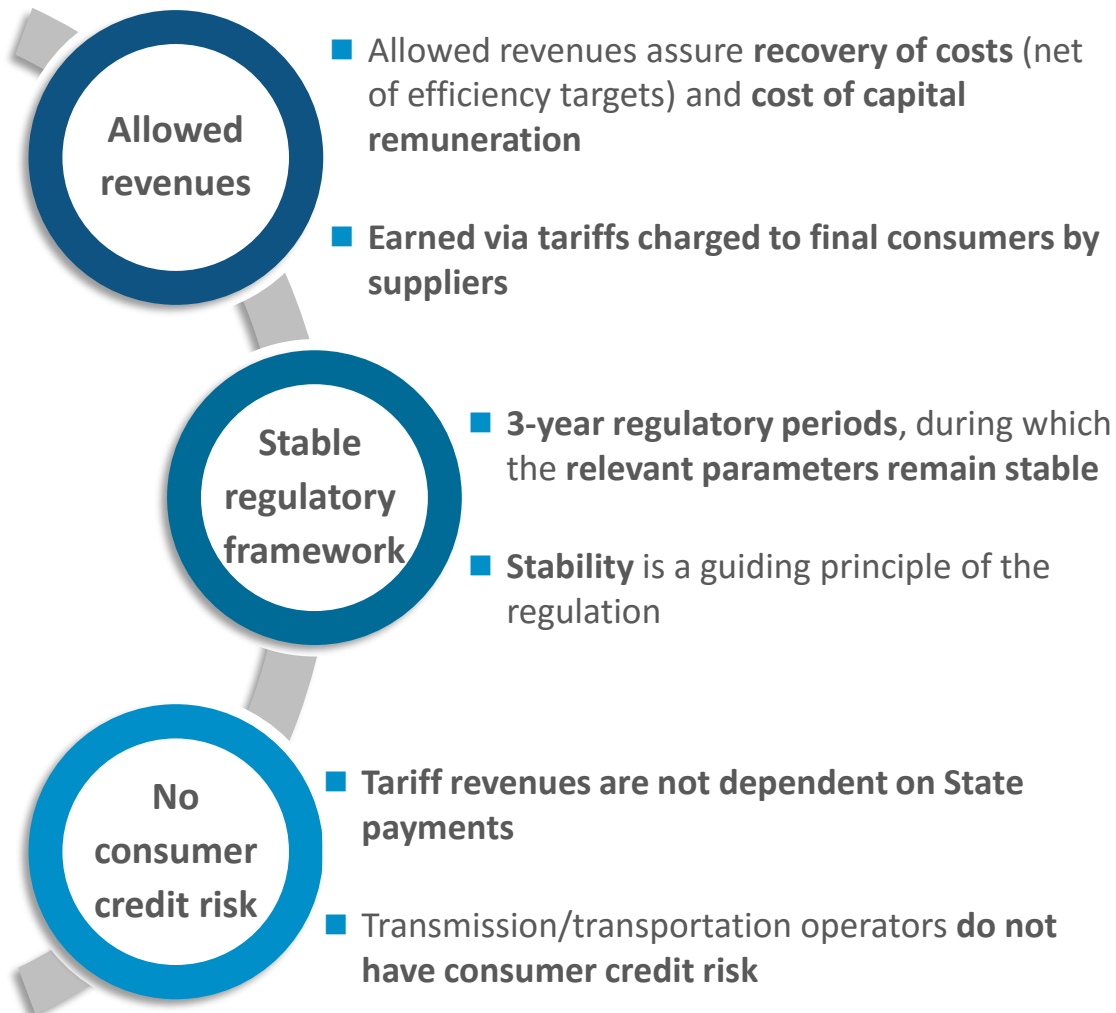 Allowed
revenues
Allowed revenues assure recovery of costs (net
of efficiency targets) and cost of capital
remuneration
Earned via tariffs charged to final consumers by
suppliers
Stable
regulatory
framework
3-year regulatory periods, during which
the relevant parameters remain stable
Stability is a guiding principle of the
regulation
No
consumer
credit risk
Tariff revenues are not dependent on State
payments
Transmission/transportation operators do not
have consumer credit risk